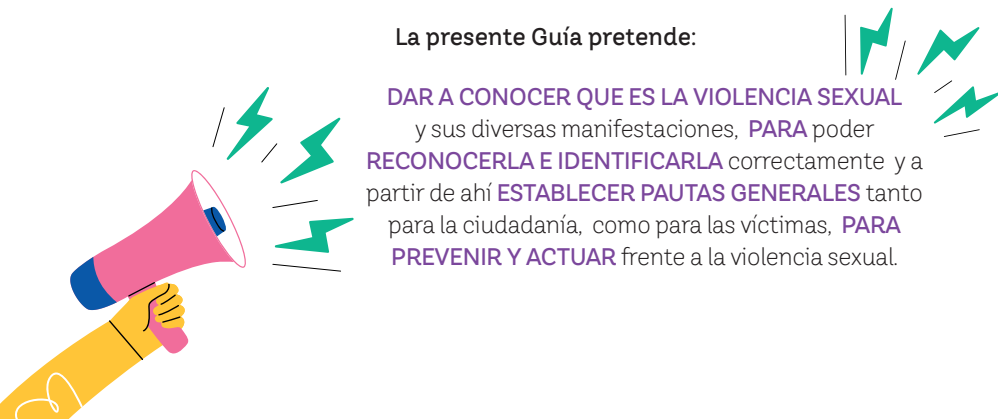 La presente Guía pretende:
DAR A CONOCER QUE ES LA VIOLENCIA SEXUAL
y sus diversas manifestaciones, PARA poder
RECONOCERLA E IDENTIFICARLA correctamente y a
partir de ahí ESTABLECER PAUTAS GENERALES tanto
para la ciudadanía, como para las víctimas, PARA
PREVENIR Y ACTUAR frente a la violencia sexual.